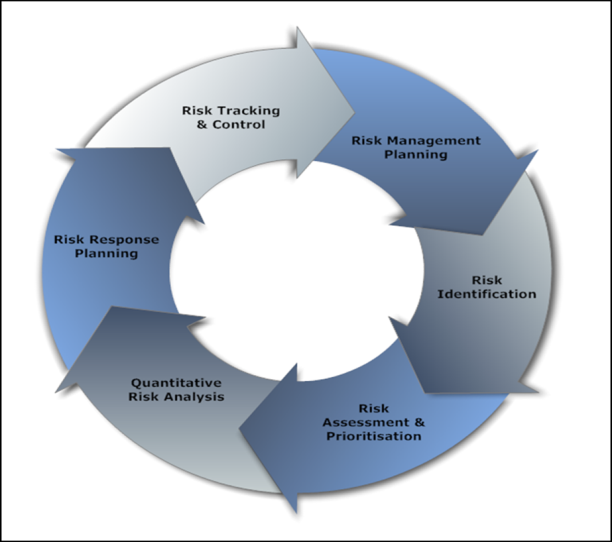 Risk Tracking
& Control
Risk Management
Planning
Risk
Identification
Risk
Assessment &
Prioritisation
Quantitative
Risk Analysis
Risk Response
Planning